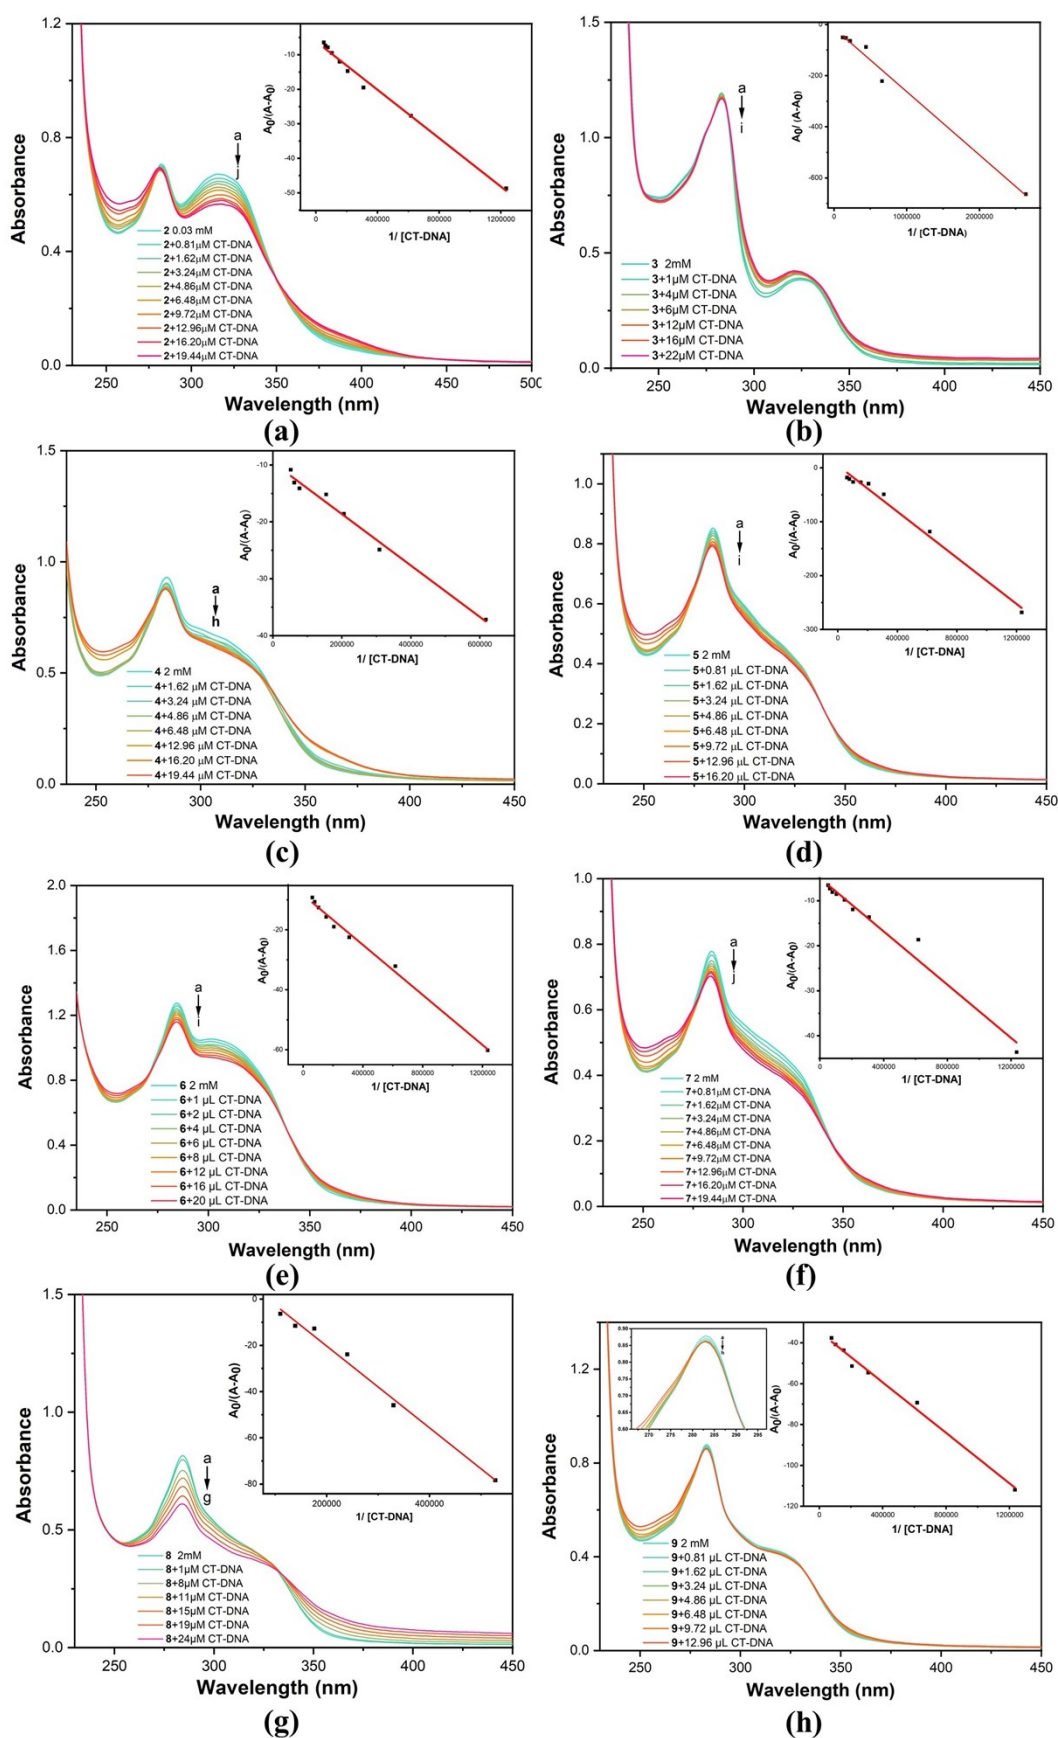 1.2
0.8
0.4
0.0
Absorbance
250 300 350 400 450 500
Wavelength (nm)
a
j
2 0.03 mM
2+0.81μM CT-DNA
2+1.62μM CT-DNA
2+3.24μM CT-DNA
2+4.86μM CT-DNA
2+6.48μM CT-DNA
2+9.72μM CT-DNA
2+12.96μM CT-DNA
2+16.20μM CT-DNA
2+19.44μM CT-DNA
A0/(A-A0)
-10
-20
-30
-40
-50
0 400000 800000 1200000
1/ [CT-DNA]
(a)
1.5
1.0
0.5
0.0
Absorbance
250 300 350 400 450
Wavelength (nm)
a
i
3 2mM
3+1μM CT-DNA
3+4μM CT-DNA
3+6μM CT-DNA
3+12μM CT-DNA
3+16μM CT-DNA
3+22μM CT-DNA
A0/ (A-A0)
0
-200
-400
-600
0 1000000 2000000
1/ [CT-DNA)
(b)
1.5
1.0
0.5
0.0
Absorbance
250 300 350 400 450
Wavelength (nm)
a
h
4 2 mM
4+1.62 μM CT-DNA
4+3.24 μM CT-DNA
4+4.86 μM CT-DNA
4+6.48 μM CT-DNA
4+12.96 μM CT-DNA
4+16.20 μM CT-DNA
4+19.44 μM CT-DNA
A0/(A-A0)
-10
-20
-30
-40
0 200000 400000 600000
1/ [CT-DNA]
(c)
1.0
0.8
0.6
0.4
0.2
0.0
Absorbance
250 300 350 400 450
Wavelength (nm)
a
i
5 2 mM
5+0.81 μL CT-DNA
5+1.62 μL CT-DNA
5+3.24 μL CT-DNA
5+4.86 μL CT-DNA
5+6.48 μL CT-DNA
5+9.72 μL CT-DNA
5+12.96 μL CT-DNA
5+16.20 μL CT-DNA
A0/(A-A0)
0
-100
-200
-300
0 400000 800000 1200000
1/ [CT-DNA]
(d)
2.0
1.6
1.2
0.8
0.4
0.0
Absorbance
250 300 350 400 450
Wavelength (nm)
a
i
6 2 mM
6+1 μL CT-DNA
6+2 μL CT-DNA
6+4 μL CT-DNA
6+6 μL CT-DNA
6+8 μL CT-DNA
6+12 μL CT-DNA
6+16 μL CT-DNA
6+20 μL CT-DNA
A0/(A-A0)
-20
-40
-60
0 400000 800000 1200000
1/ [CT-DNA]
(e)
1.0
0.8
0.6
0.4
0.2
0.0
Absorbance
250 300 350 400 450
Wavelength (nm)
a
j
7 2 mM
7+0.81μM CT-DNA
7+1.62μM CT-DNA
7+3.24μM CT-DNA
7+4.86μM CT-DNA
7+6.48μM CT-DNA
7+9.72μM CT-DNA
7+12.96μM CT-DNA
7+16.20μM CT-DNA
7+19.44μM CT-DNA
A0/(A-A0)
-10
-20
-30
-40
0 400000 800000 1200000
1/ [CT-DNA]
(f)
1.5
1.0
0.5
0.0
Absorbance
250 300 350 400 450
Wavelength (nm)
a
g
8 2mM
8+1μM CT-DNA
8+8μM CT-DNA
8+11μM CT-DNA
8+15μM CT-DNA
8+19μM CT-DNA
8+24μM CT-DNA
A0/(A-A0)
0
-20
-40
-60
-80
200000 400000
1/ [CT-DNA]
(g)
1.2
0.8
0.4
0.0
Absorbance
250 300 350 400 450
Wavelength (nm)
0.90
0.85
0.80
0.75
0.70
0.65
0.60
270 275 280 285 290 295
9 2 mM
9+0.81 μL CT-DNA
9+1.62 μL CT-DNA
9+3.24 μL CT-DNA
9+4.86 μL CT-DNA
9+6.48 μL CT-DNA
9+9.72 μL CT-DNA
9+12.96 μL CT-DNA
A0/(A-A0)
-40
-60
-80
-100
-120
0 400000 800000 1200000
1/ [CT-DNA]
(h)